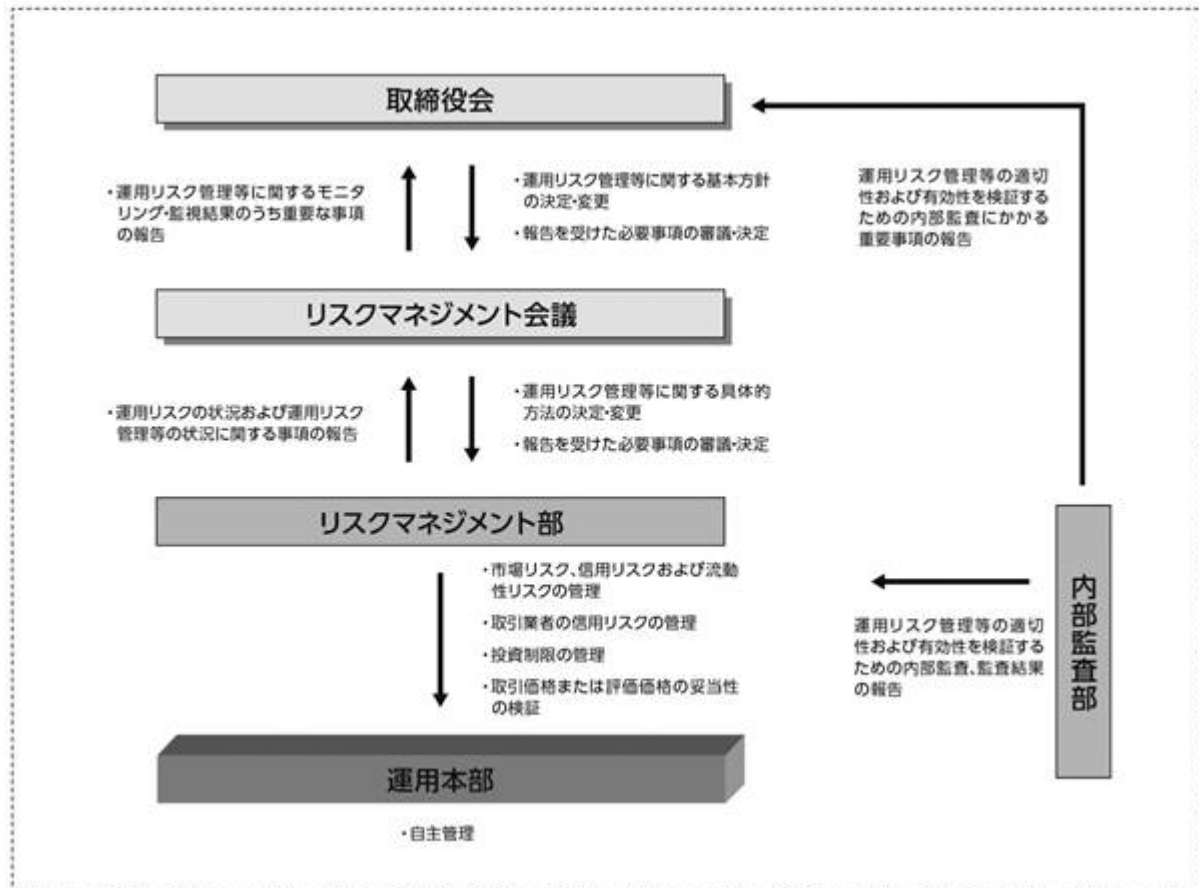 取締役会
・運用リスク管理等に関するモニタ
リング・監視結果のうち重要な事項
の報告
・運用リスク管理等に関する基本方針
の決定・変更
・報告を受けた必要事項の審議・決定
運用リスク管理等の適切
性および有効性を検証する
ための内部監査にかかる
重要事項の報告
リスクマネジメント会議
・運用リスクの状況および運用リスク
管理等の状況に関する事項の報告
・運用リスク管理等に関する具体的
方法の決定・変更
・報告を受けた必要事項の審議・決定
リスクマネジメント部
・市場リスク、信用リスクおよび流動
性リスクの管理
・取引業者の信用リスクの管理
・投資制限の管理
・取引価格または評価価格の妥当性
の検証
運用リスク管理等の適切
性および有効性を検証する
ための内部監査、監査結果
の報告
内部監査部
運用本部
・自主管理